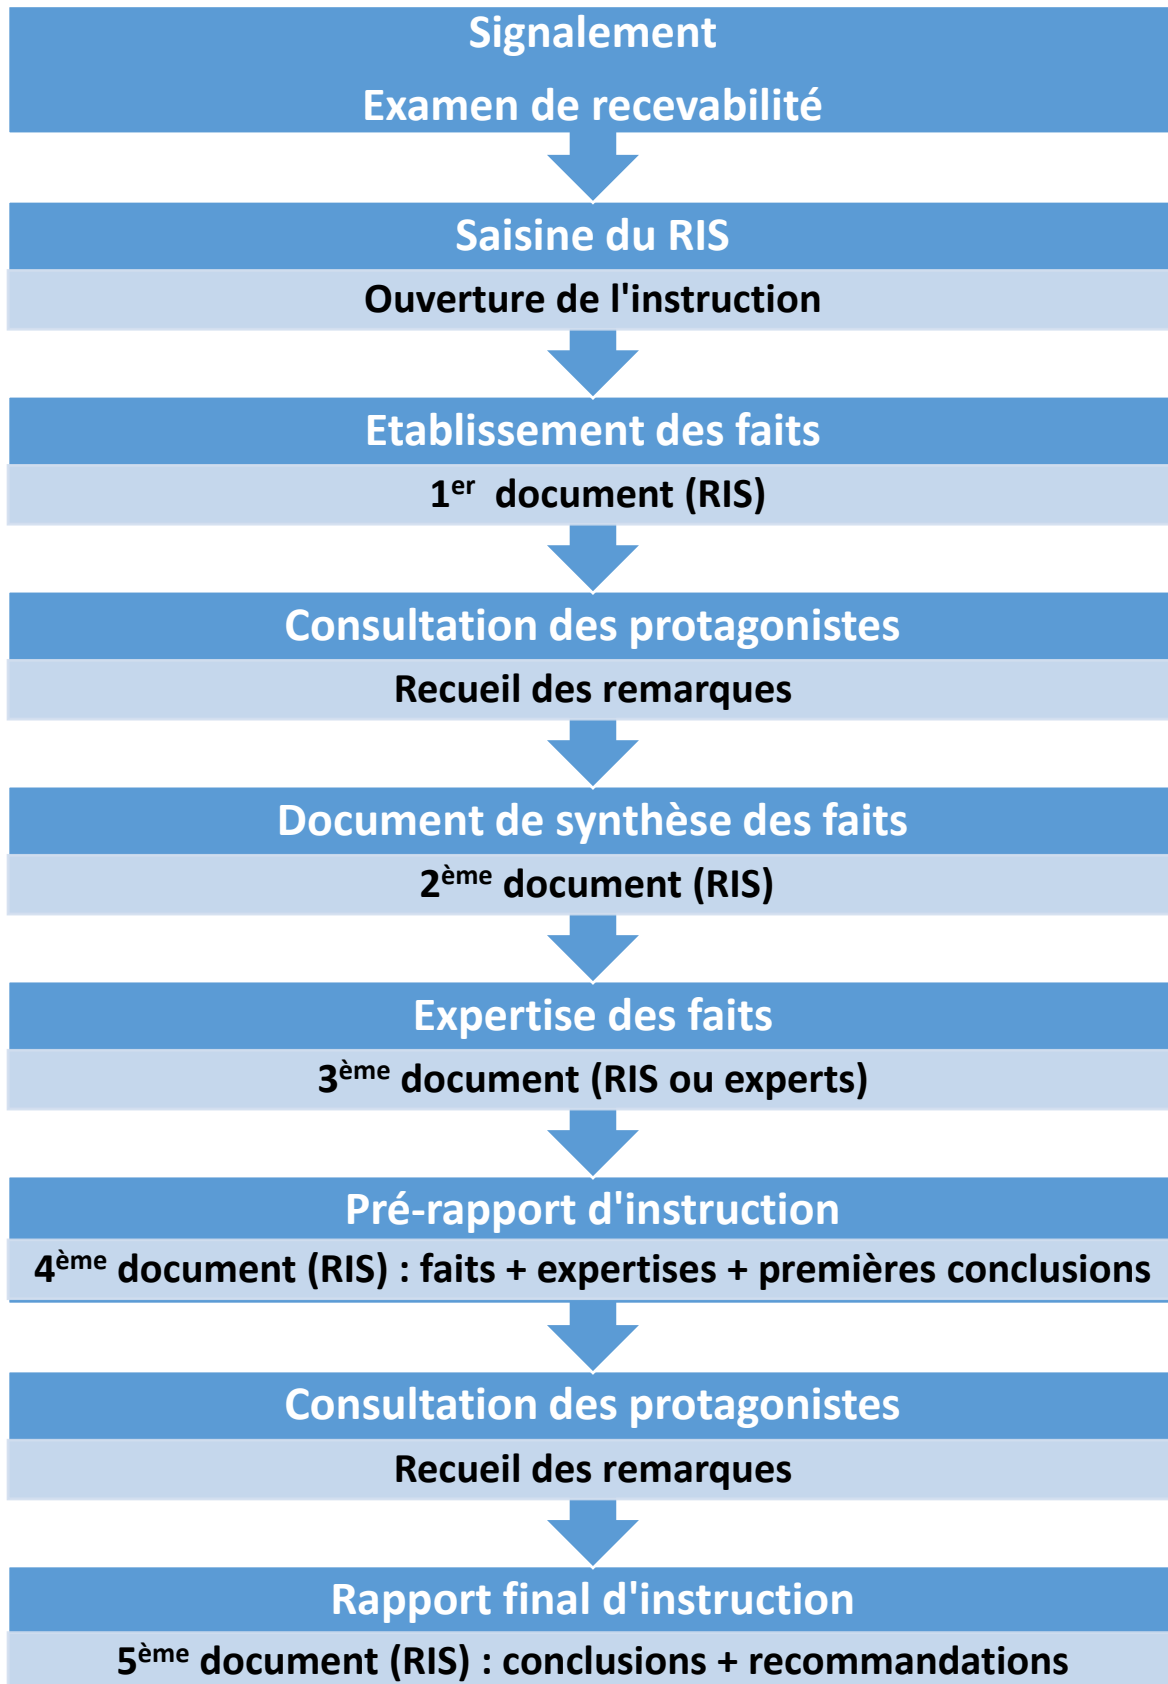 Signalement
Examen de recevabilité
Saisine du RIS
Ouverture de l'instruction
Etablissement des faits
1er document (RIS)
Consultation des protagonistes
Recueil des remarques
Document de synthèse des faits
2ème document (RIS)
Expertise des faits
3ème document (RIS ou experts)
Pré-rapport d'instruction
4ème document (RIS) : faits + expertises + premières conclusions
Consultation des protagonistes
Recueil des remarques
Rapport final d'instruction
5ème document (RIS) : conclusions + recommandations